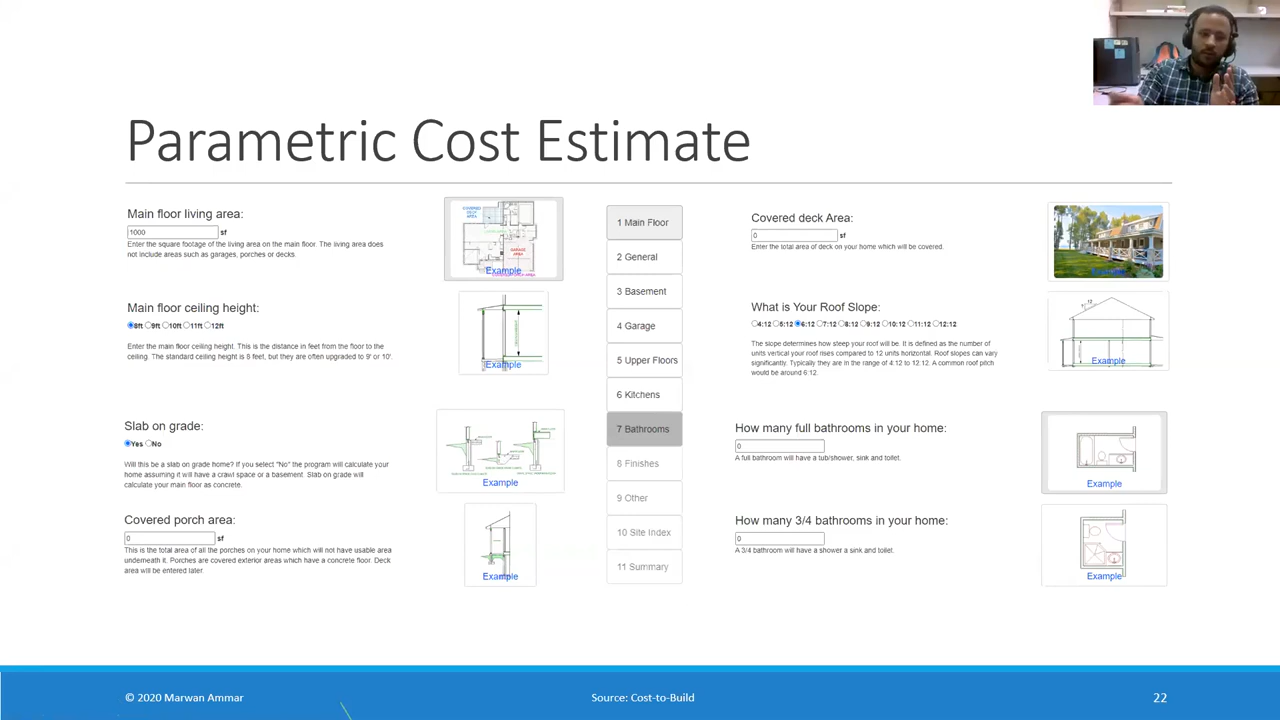 Parametric Cost Estimate
Main floor living area:
1000 sf
Enter the square footage of the living area on the main floor. The living area does
not include areas such as garages, porches or decks.
COVERED
DECK
AREA
GARAGE
AREA
Example
Main floor ceiling height:
8ft 9ft 10ft 11ft 12ft
Enter the main floor ceiling height. This is the distance in feet from the floor to the
ceiling. The standard ceiling height is 8 feet, but they are often upgraded to 9' or 10'.
Example
Slab on grade:
Yes No
Will this be a slab on grade home? If you select "No" the program will calculate your
home assuming it will have a crawl space or a basement. Slab on grade will
calculate your main floor as concrete.
Example
Covered porch area:
0 sf
This is the total area of all the porches on your home which will not have usable area
underneath it. Porches are covered exterior areas which have a concrete floor. Deck
area will be entered later.
Example
1 Main Floor
2 General
3 Basement
4 Garage
5 Upper Floors
6 Kitchens
7 Bathrooms
8 Finishes
9 Other
10 Site Index
11 Summary
Covered deck Area:
0 sf
Enter the total area of deck on your home which will be covered.
Example
What is Your Roof Slope:
4:12 5:12 6:12 7:12 8:12 9:12 10:12 11:12 12:12
The slope determines how steep your roof will be. It is defined as the number of
units vertical your roof rises compared to 12 units horizontal. Roof slopes can vary
significantly. Typically they are in the range of 4:12 to 12:12. A common roof pitch
would be around 6:12.
12
Example
How many full bathrooms in your home:
0
A full bathroom will have a tub/shower, sink and toilet.
Example
How many 3/4 bathrooms in your home:
0
A 3/4 bathroom will have a shower a sink and toilet.
Example
© 2020 Marwan Ammar
Source: Cost-to-Build
22